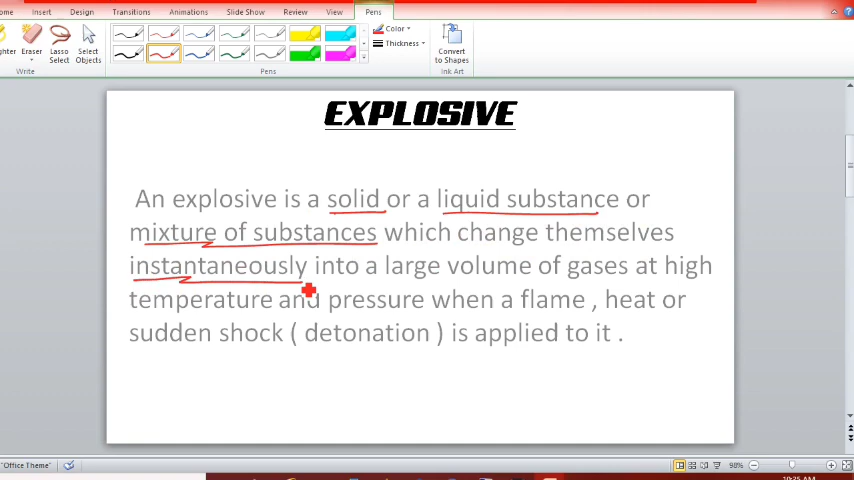 ome Insert Design Transitions Animations Slide Show Review View Pens
ghter Eraser Lasso Select Select Objects Color Thickness Convert to Shapes
Write Pens Ink Art
EXPLOSIVE
An explosive is a solid or a liquid substance or
mixture of substances which change themselves
instantaneously into a large volume of gases at high
temperature and pressure when a flame , heat or
sudden shock ( detonation ) is applied to it .
"Office Theme" 98%
10:25 AM